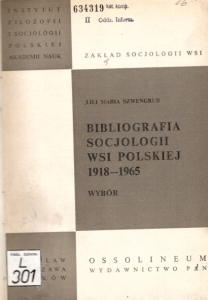 INSTYTUT
FILOZOFII
I SOCJOLOGII
POLSKIEJ
AKADEMII NAUK
634319
II
ZAKŁAD SOCJOLOGII WSI
LILI MARIA SZWENGRUB
BIBLIOGRAFIA
SOCJOLOGII
WSI POLSKIEJ
1918—1965
WYBÓR
L
301
OSSOLINEUM
WYDAWNICTWO PAN